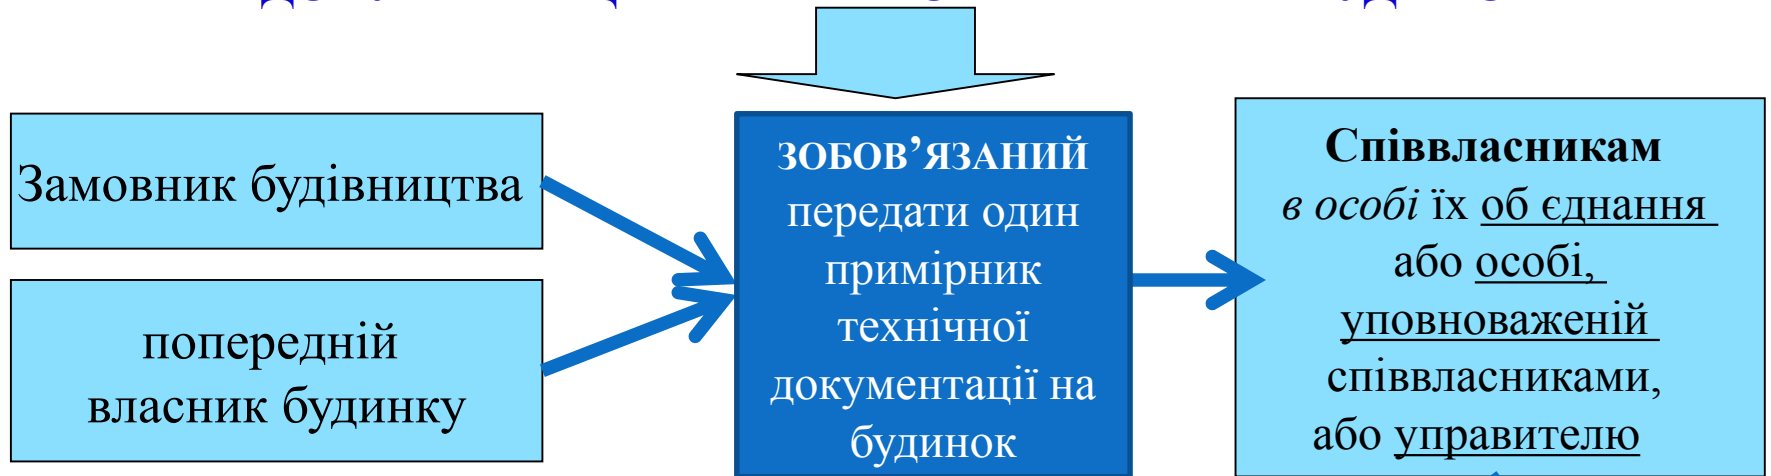 Замовник будівництва
попередній
власник будинку
ЗОБОВ’ЯЗАНИЙ
передати один
примірник
технічної
документації на
будинок
Співвласникам
в особі їх об єднання
або особі,
уповноваженій
співвласниками,
або управителю